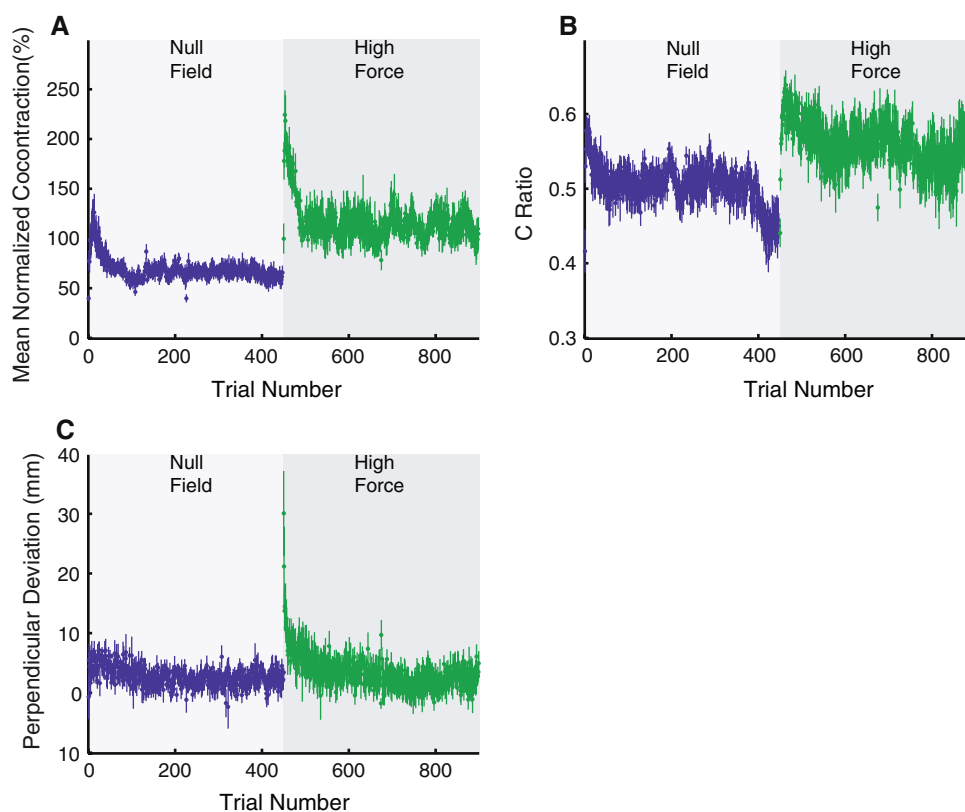 A
Null
Field
High
Force
250
200
150
100
50
0
Mean Normalized Cocontraction(%)
0 200 400 600 800
Trial Number
B
Null
Field
High
Force
0.6
0.5
0.4
0.3
C Ratio
0 200 400 600 800
Trial Number
C
Null
Field
High
Force
40
30
20
10
0
10
Perpendicular Deviation (mm)
0 200 400 600 800
Trial Number